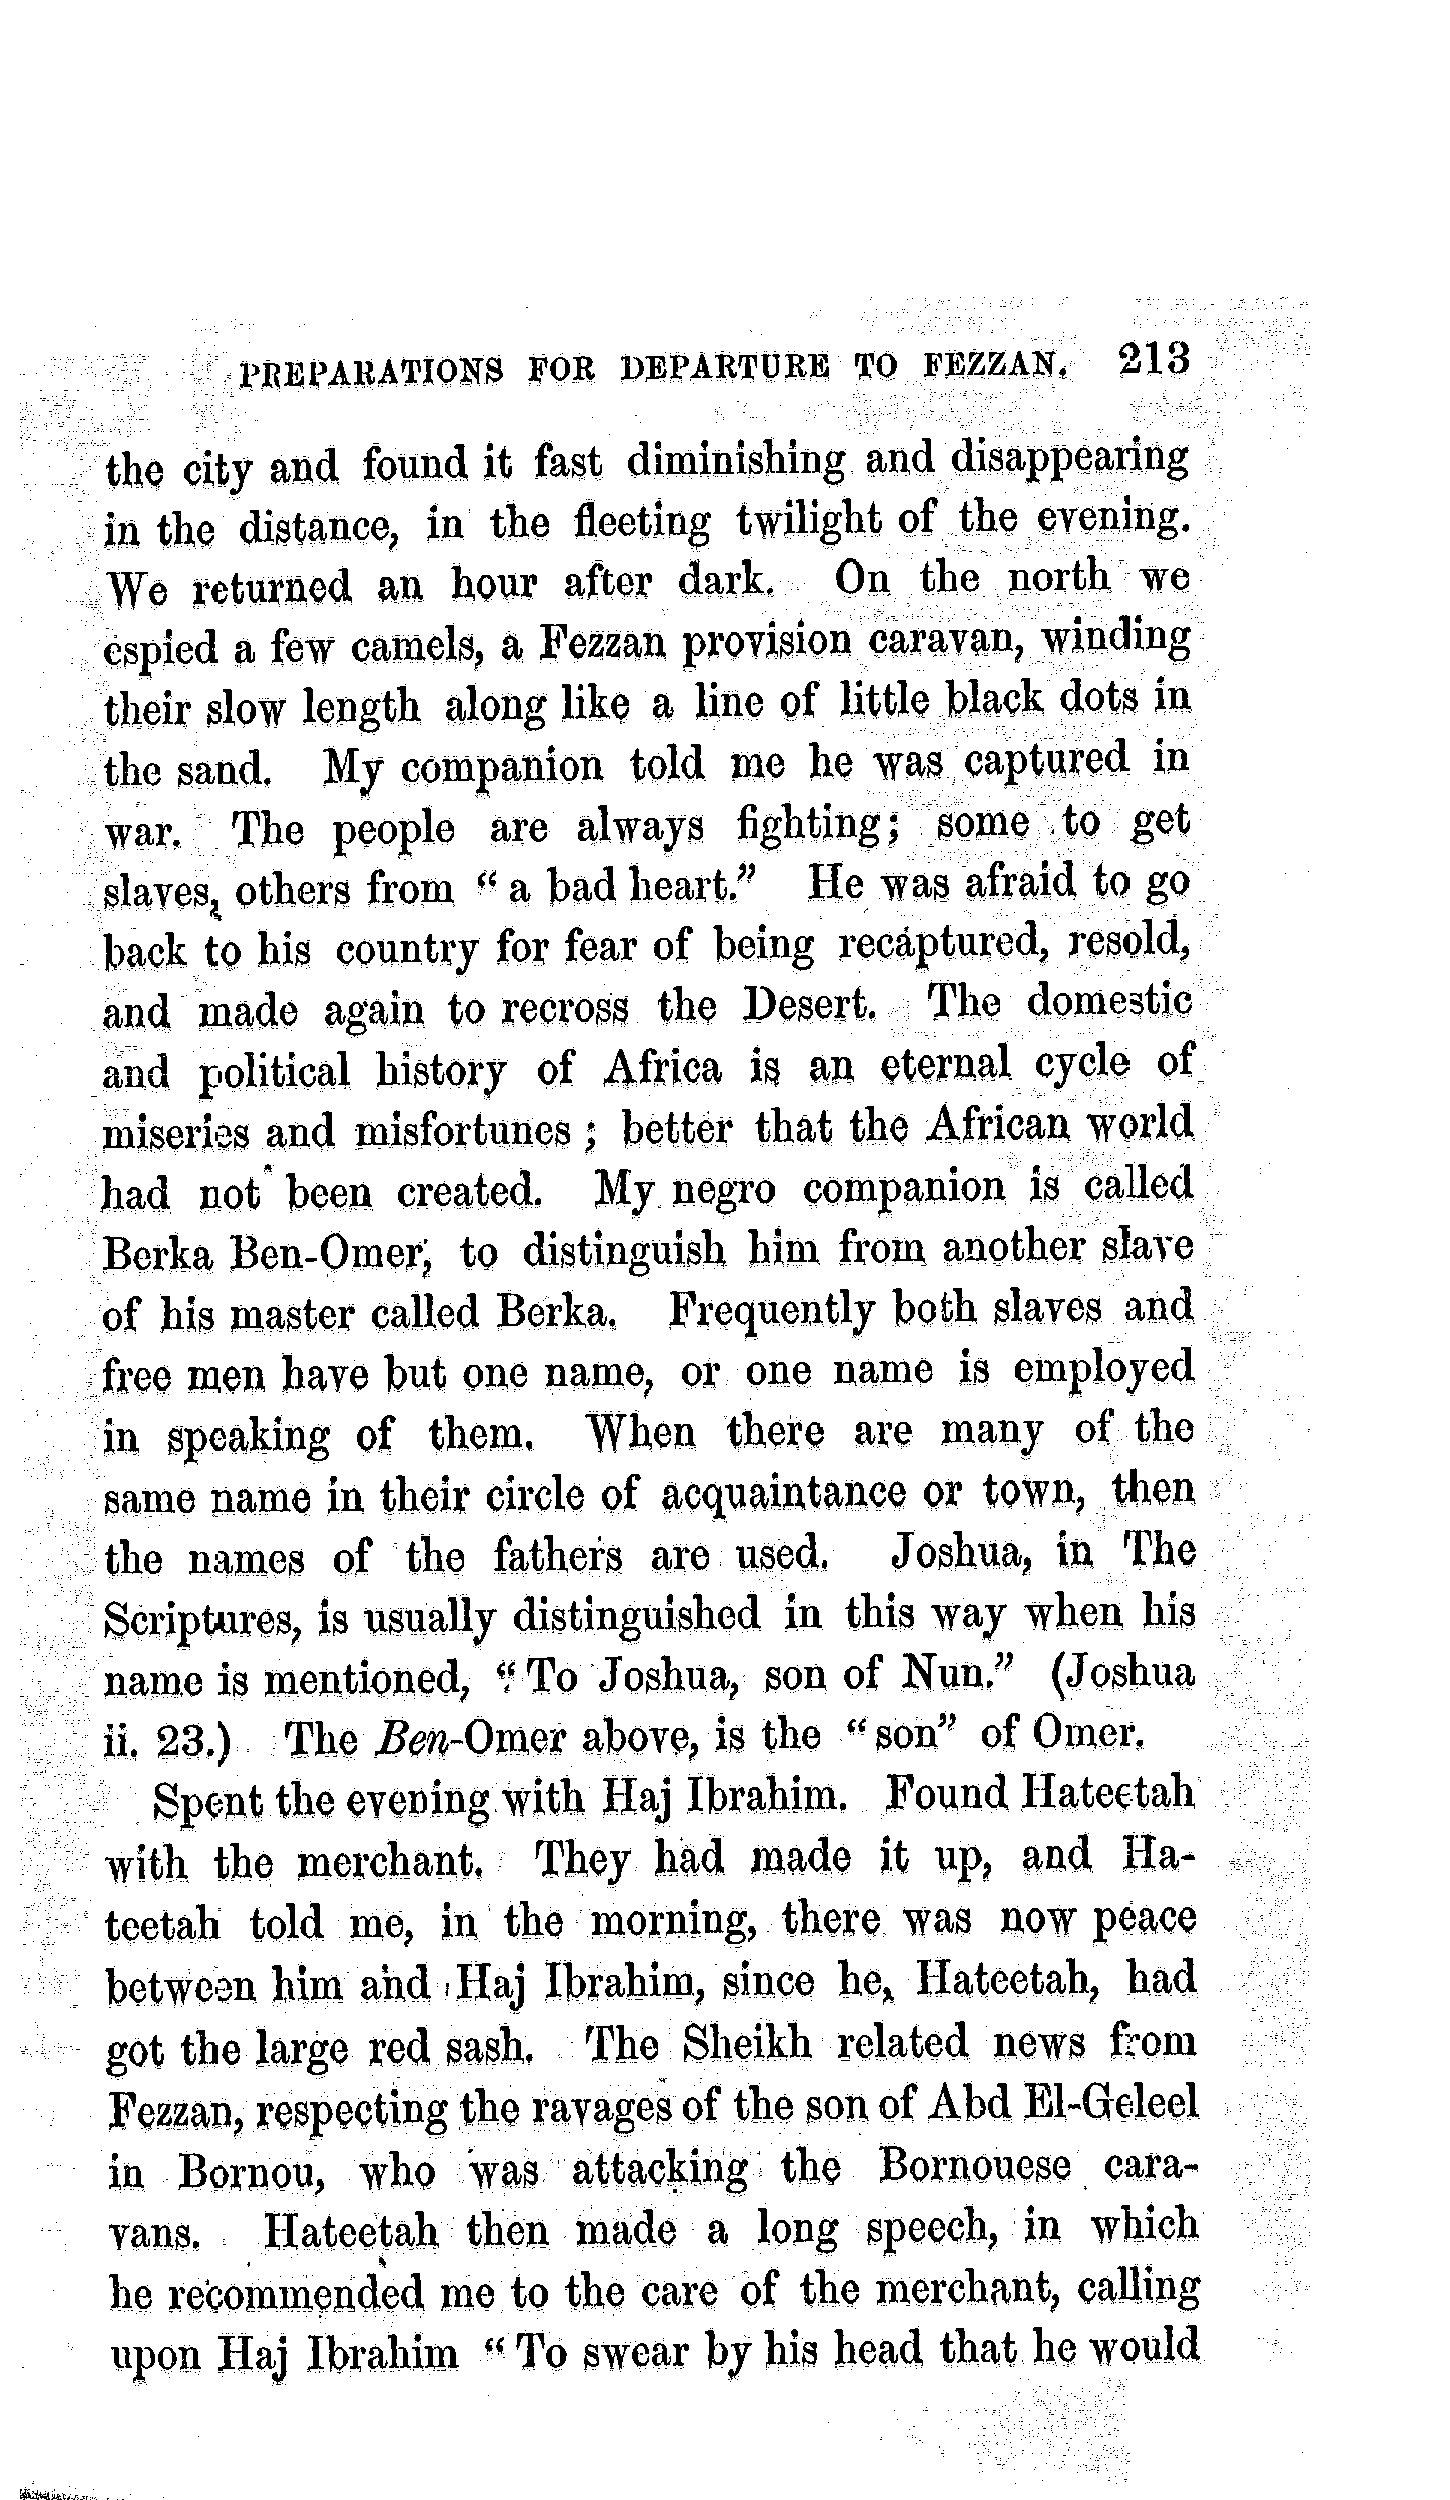 PREPARATIONS FOR DEPARTURE TO FEZZAN. 213
the city and found it fast diminishing and disappearing
in the distance, in the fleeting twilight of the evening.
We returned an hour after dark. On the north we
espied a few camels, a Fezzan provision caravan, winding
their slow length along like a line of little black dots in
the sand. My companion told me he was captured in
war. The people are always fighting; some to get
slaves, others from “a bad heart.” He was afraid to go
back to his country for fear of being recaptured, resold,
and made again to recross the Desert. The domestic
and political history of Africa is an eternal cycle of
miseries and misfortunes; better that the African world
had not been created. My negro companion is called
Berka Ben-Omer, to distinguish him from another slave
of his master called Berka. Frequently both slaves and
free men have but one name, or one name is employed
in speaking of them. When there are many of the
same name in their circle of acquaintance or town, then
the names of the fathers are used. Joshua, in The
Scriptures, is usually distinguished in this way when his
name is mentioned, “To Joshua, son of Nun.” (Joshua
ii. 23.) The Ben-Omer above, is the “son” of Omer.
Spent the evening with Haj Ibrahim. Found Hateetah
with the merchant. They had made it up, and Ha-
teetah told me, in the morning, there was now peace
between him and Haj Ibrahim, since he, Hateetah, had
got the large red sash. The Sheikh related news from
Fezzan, respecting the ravages of the son of Abd El-Geleel
in Bornou, who was attacking the Bornouese cara-
vans. Hateetah then made a long speech, in which
he recommended me to the care of the merchant, calling
upon Haj Ibrahim “To swear by his head that he would